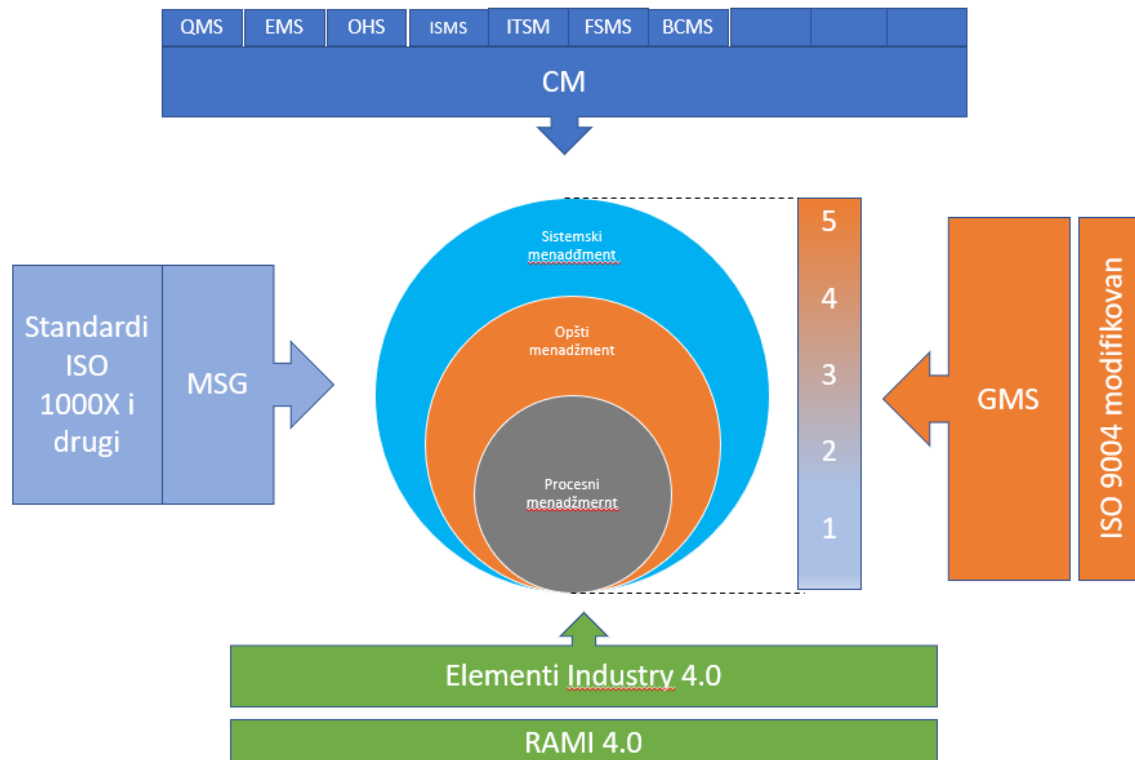 QMS
EMS
OHS
ISMS
ITSM
FSMS
BCMS
CM
Sistemski
menadđment
Opšti
menadžment
Procesni
menadžmernt
5
4
3
2
1
Standardi
ISO
1000X i
drugi
MSG
GMS
ISO 9004 modifikovan
Elementi Industry 4.0
RAMI 4.0